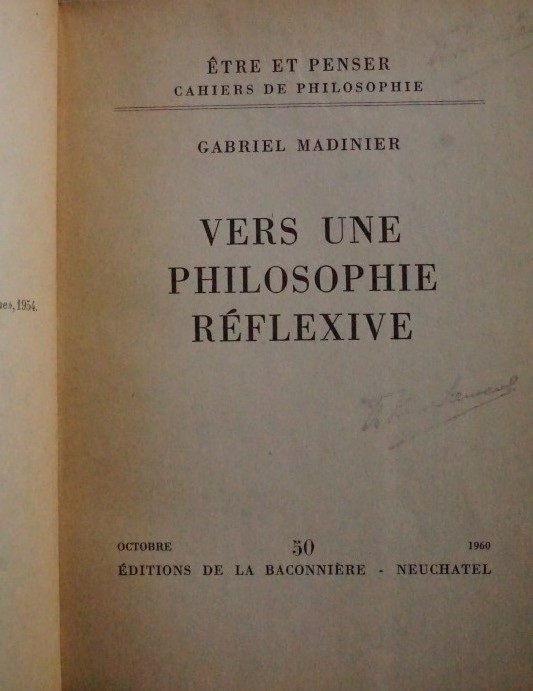 ÊTRE ET PENSER
CAHIERS DE PHILOSOPHIE
GABRIEL MADINIER
VERS UNE
PHILOSOPHIE
RÉFLEXIVE
, 1954.
OCTOBRE 50 1960
ÉDITIONS DE LA BACONNIÈRE - NEUCHATEL